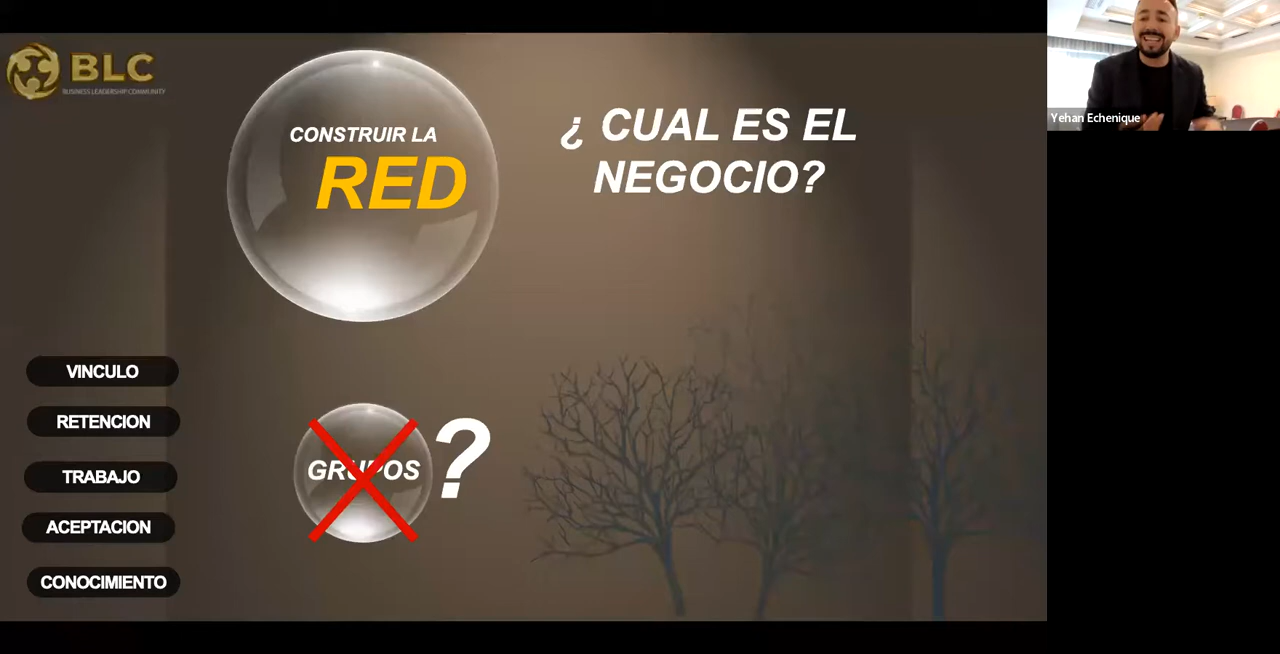 BLC
BUSINESS LEADERSHIP COMMUNITY
CONSTRUIR LA
RED
¿ CUAL ES EL
NEGOCIO?
VINCULO
RETENCION
TRABAJO
ACEPTACION
CONOCIMIENTO
GRUPOS
?
Yehan Echenique